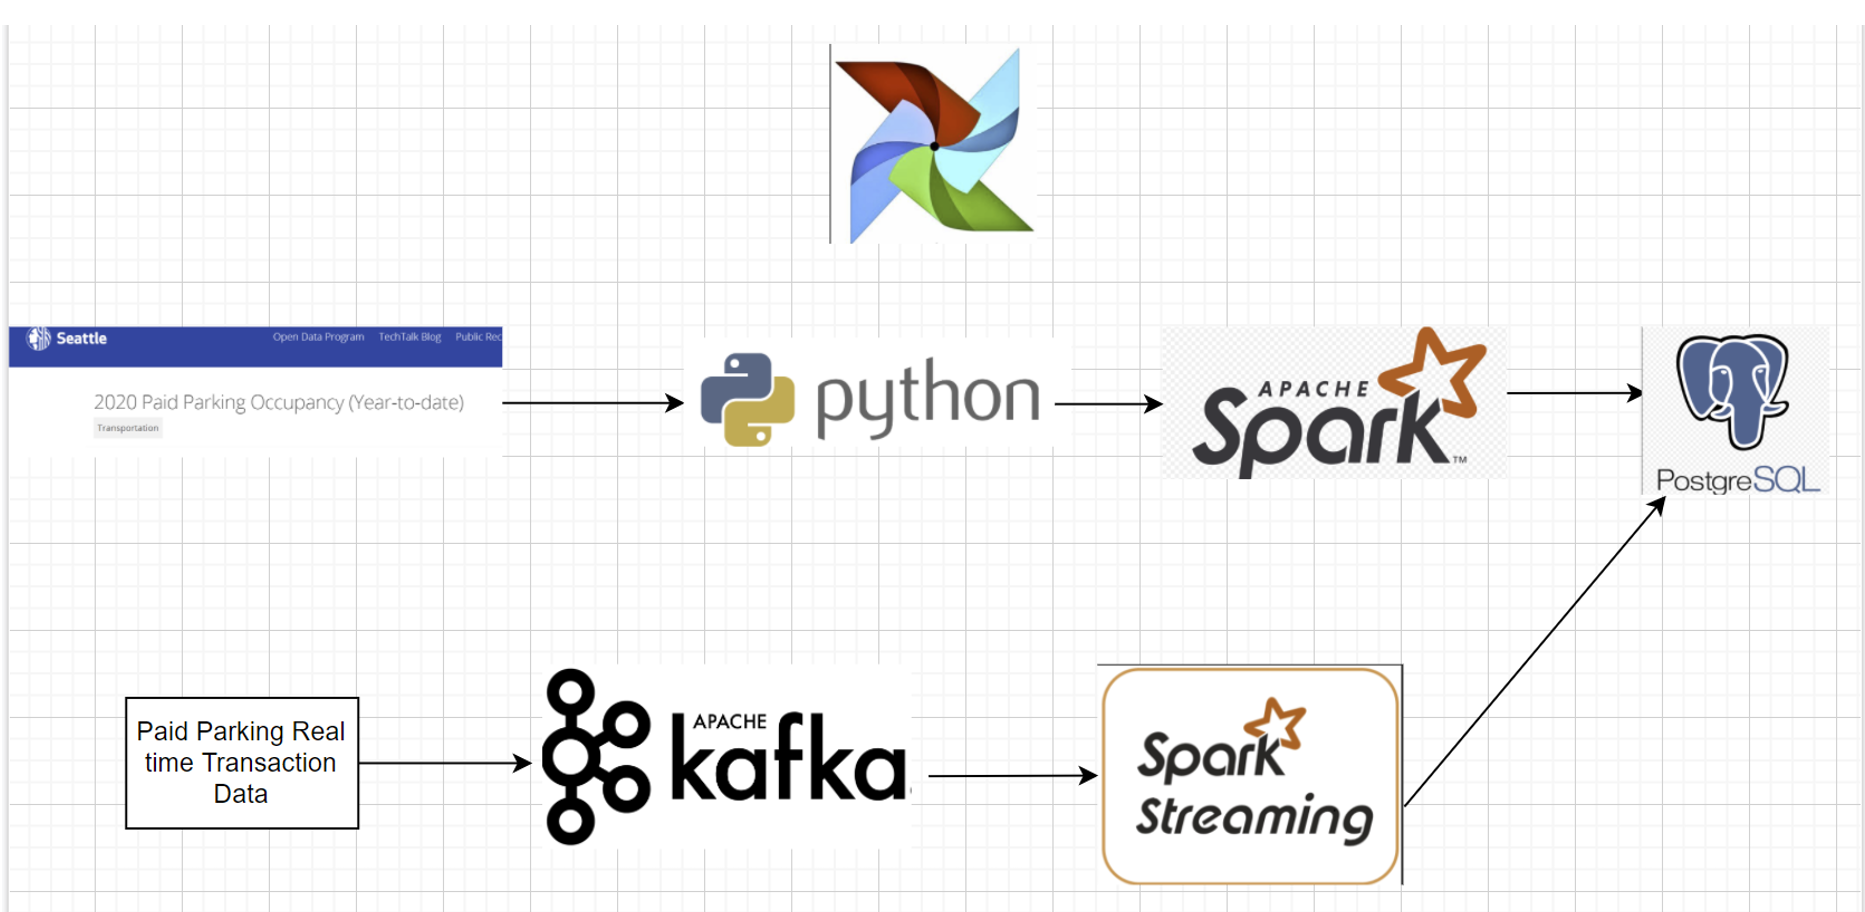 Seattle
Open Data Program TechTalk Blog Public Rec
2020 Paid Parking Occupancy (Year-to-date)
Transportation
python
APACHE
Spark™
PostgreSQL
Paid Parking Real
time Transaction
Data
APACHE
kafka
Spark
Streaming